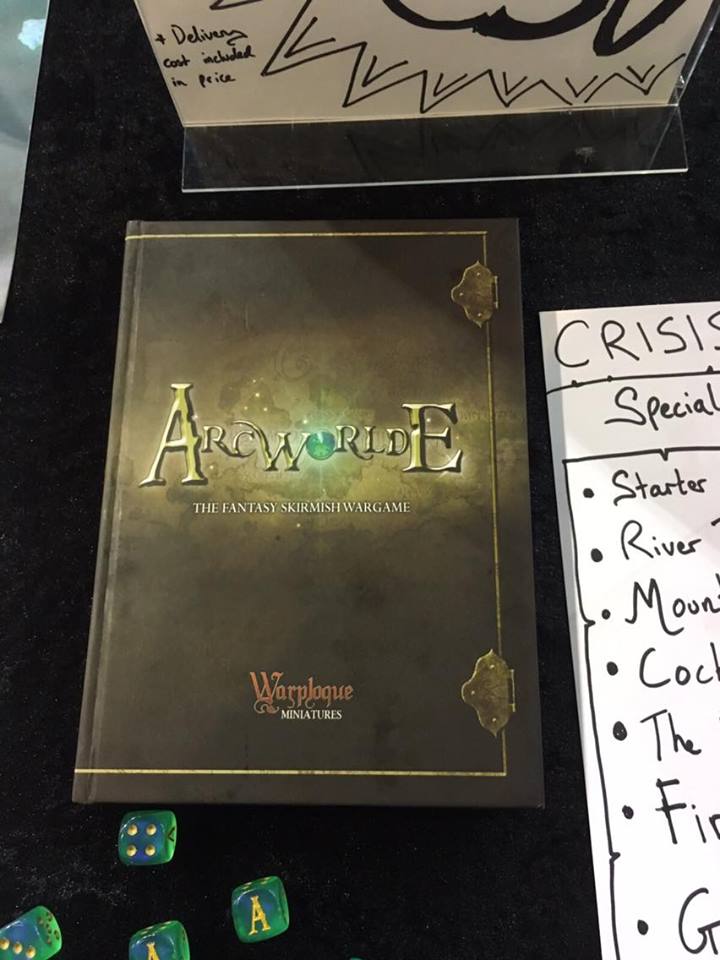 * Delivery
cost included
in price
ARCWORLDE
THE FANTASY SKIRMISH WARGAME
Warploque
MINIATURES
CRISIS
Special
• Starter
• River
• Moun
• Cock
• The
• Fir
• G
A
A